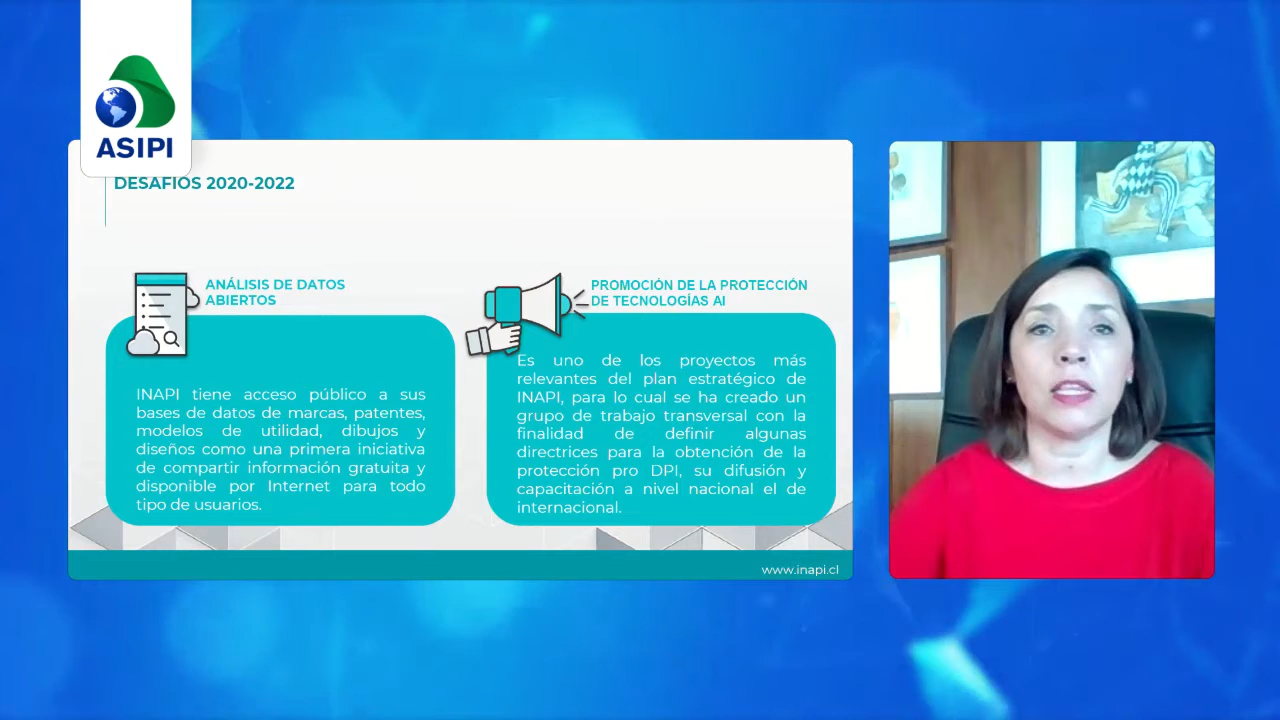 ASIPI
DESAFIOS 2020-2022
ANÁLISIS DE DATOS
ABIERTOS
INAPI tiene acceso público a sus
bases de datos de marcas, patentes,
modelos de utilidad, dibujos y
diseños como una primera iniciativa
de compartir información gratuita y
disponible por Internet para todo
tipo de usuarios.
PROMOCIÓN DE LA PROTECCIÓN
DE TECNOLOGÍAS AI
Es uno de los proyectos más
relevantes del plan estratégico de
INAPI, para lo cual se ha creado un
grupo de trabajo transversal con la
finalidad de definir algunas
directrices para la obtención de la
protección pro DPI, su difusión y
capacitación a nivel nacional el de
internacional.
www.inapi.cl